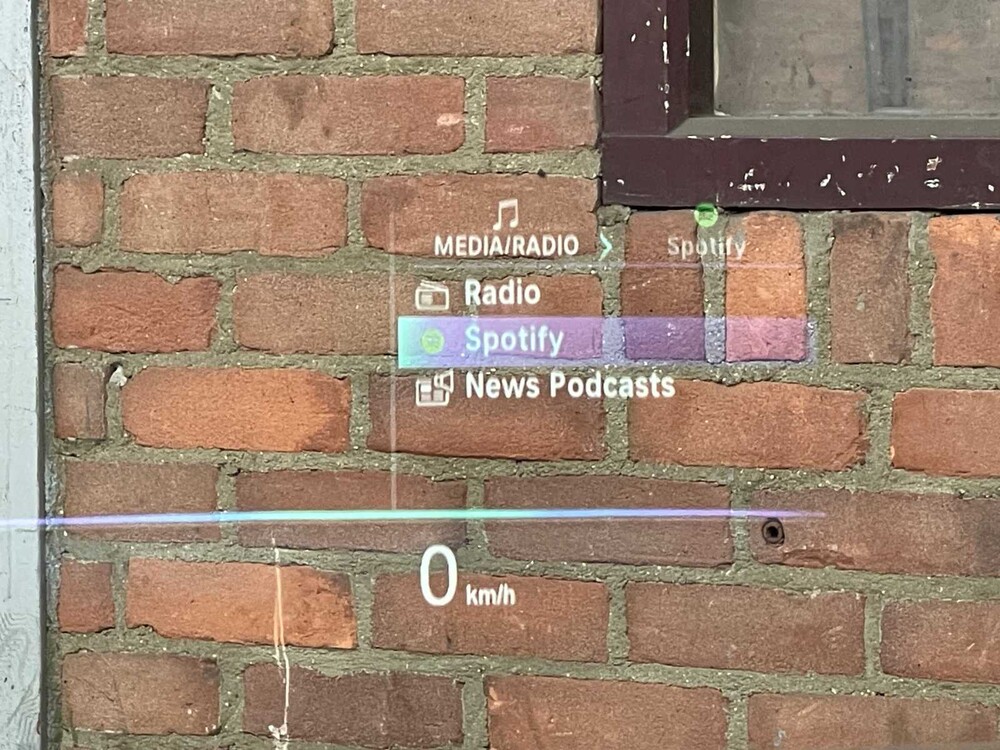 MEDIA/RADIO > Spotify
Radio
Spotify
News Podcasts
0 km/h